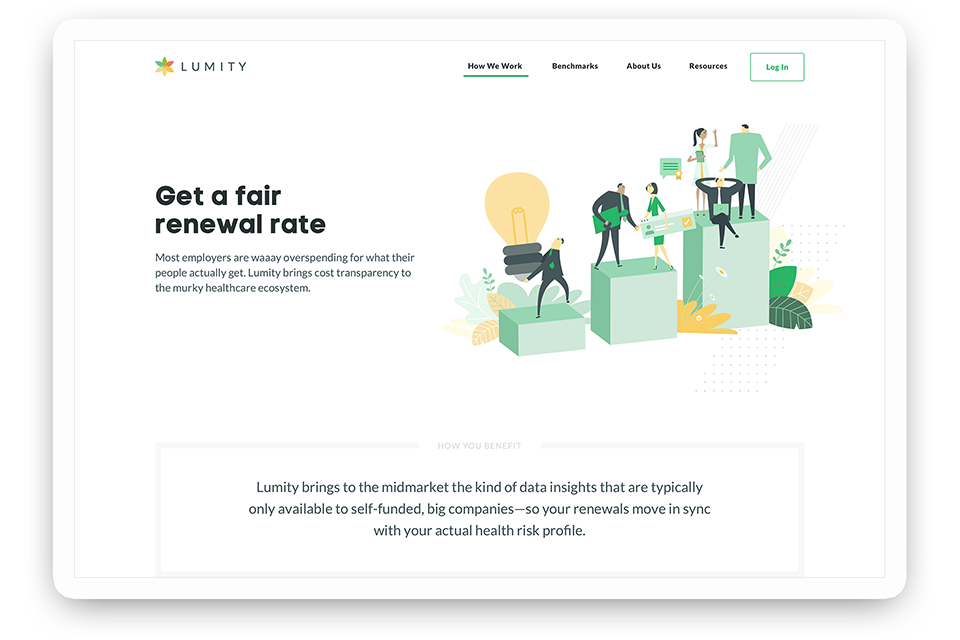 LUMITY
How We Work
Benchmarks
About Us
Resources
Log In
Get a fair
renewal rate
Most employers are waaay overspending for what their
people actually get. Lumity brings cost transparency to
the murky healthcare ecosystem.
HOW YOU BENEFIT
Lumity brings to the midmarket the kind of data insights that are typically
only available to self-funded, big companies—so your renewals move in sync
with your actual health risk profile.